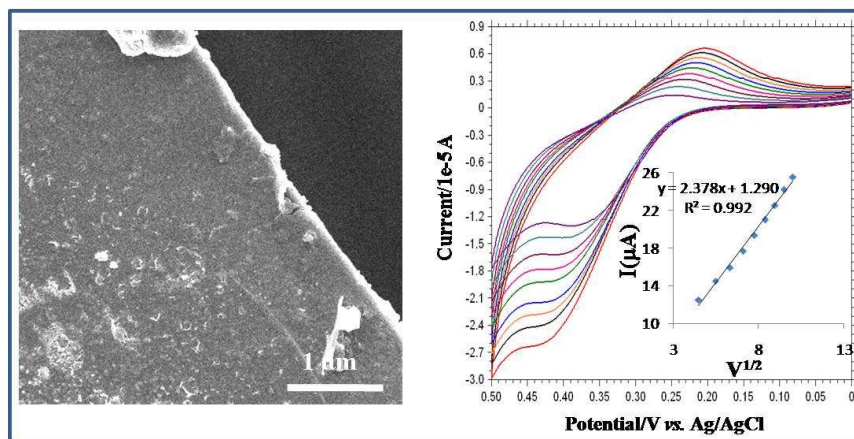 1 µm
0.9
0.6
0.3
0
-0.3
-0.6
-0.9
-1.2
-1.5
-1.8
-2.1
-2.4
-2.7
-3.0
Current/1e-5 A
0.50 0.45 0.40 0.35 0.30 0.25 0.20 0.15 0.10 0.05 0
Potential/V vs. Ag/AgCl
26
22
18
14
10
I(µA)
y = 2.378x + 1.290
R² = 0.992
3 8 13
V1/2